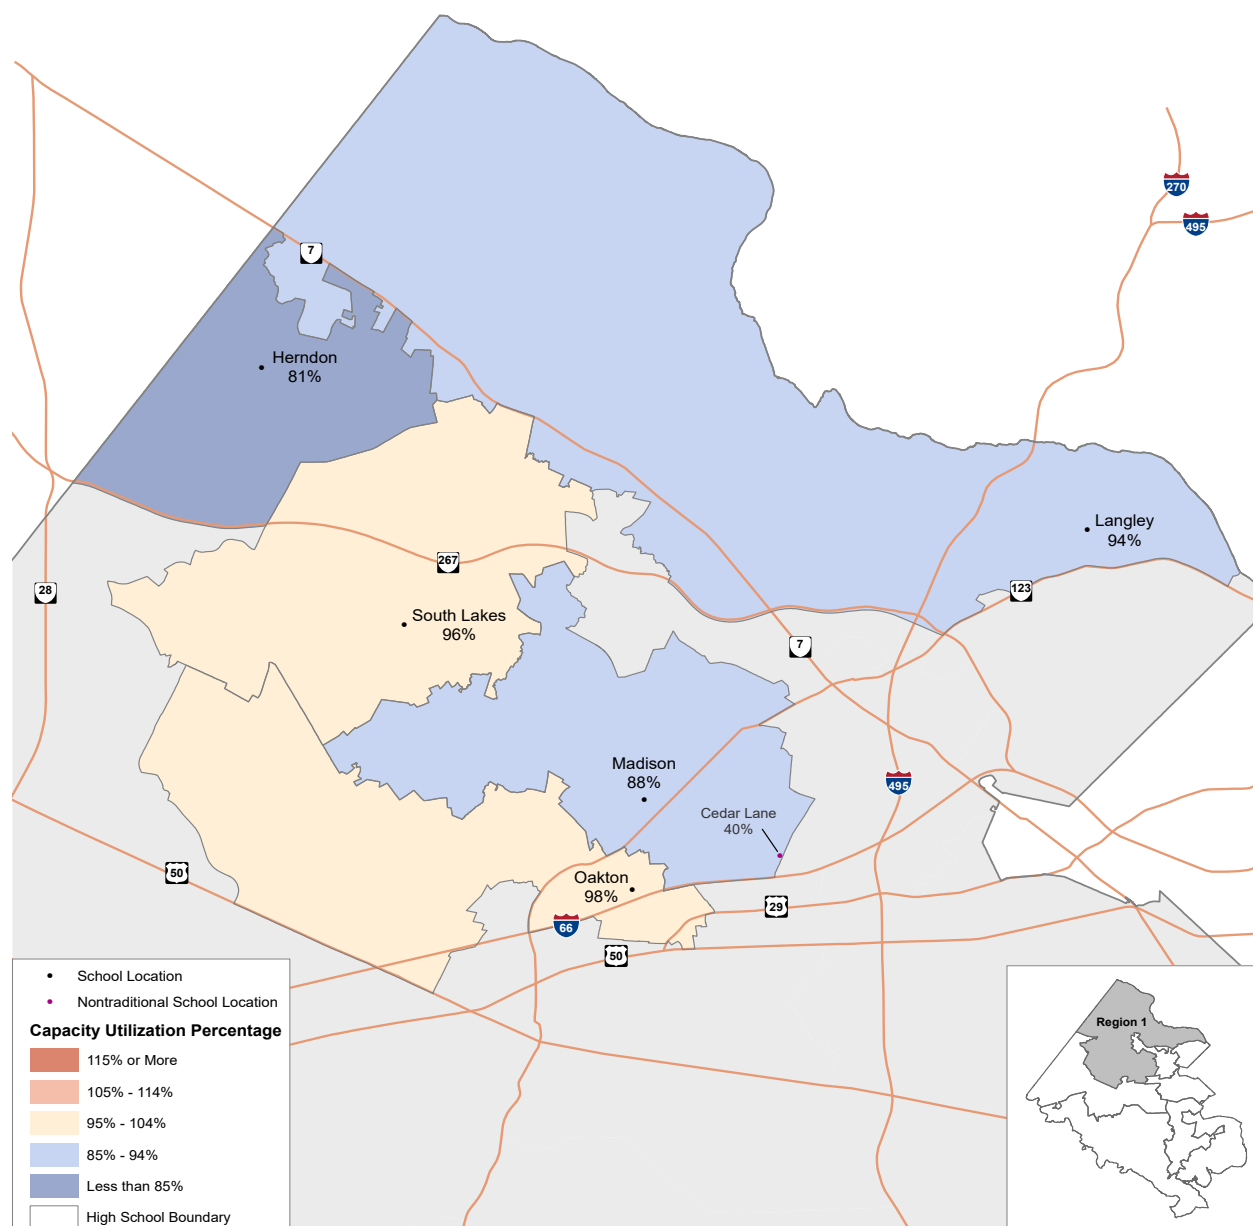 270
495
7
Herndon
81%
Langley
94%
267
28
123
South Lakes
96%
7
Madison
88%
495
Cedar Lane
40%
50
Oakton
98%
29
66
50
School Location
Nontraditional School Location
Capacity Utilization Percentage
115% or More
105% - 114%
95% - 104%
85% - 94%
Less than 85%
High School Boundary
Region 1